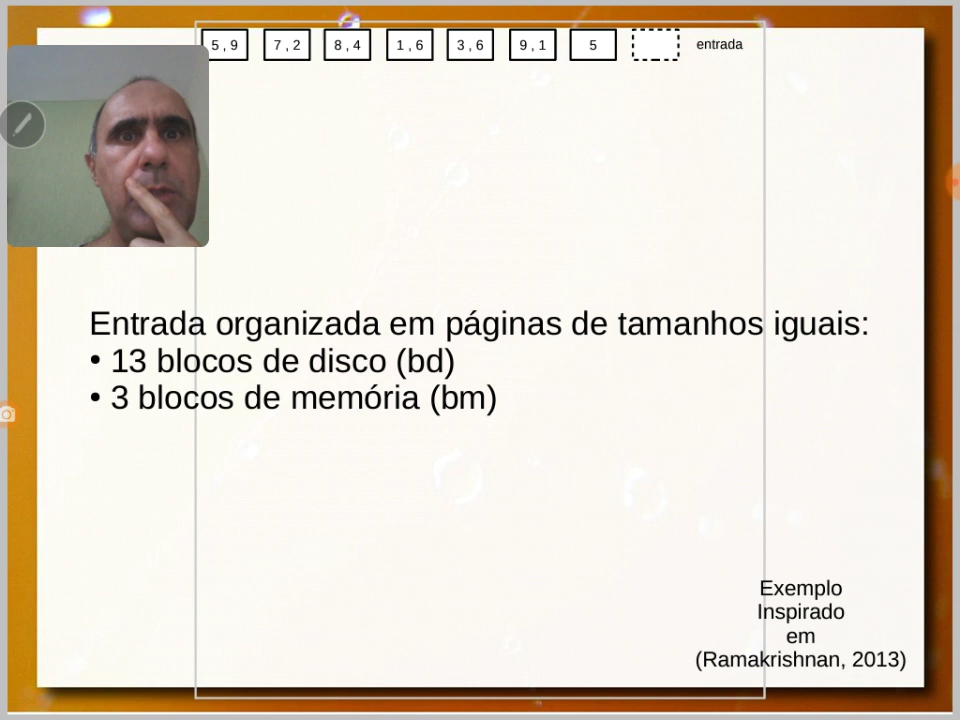 5 , 9 7 , 2 8 , 4 1 , 6 3 , 6 9 , 1 5 entrada
Entrada organizada em páginas de tamanhos iguais:
• 13 blocos de disco (bd)
• 3 blocos de memória (bm)
Exemplo
Inspirado
em
(Ramakrishnan, 2013)